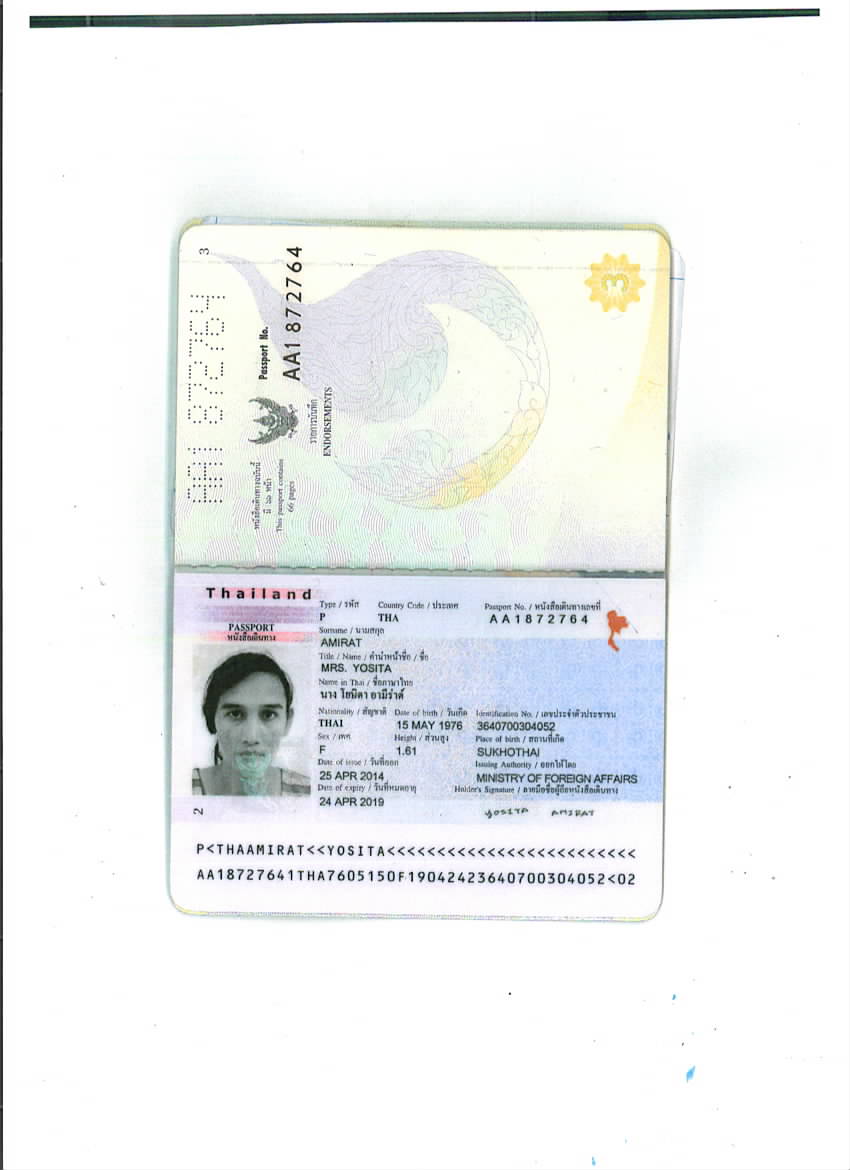 AA1872764
3
Passport No.
AA1872764
หนังสือเดินทางฉบับนี้
มี ๖๖ หน้า
This passport contains
66 pages
รายการบันทึก
ENDORSEMENTS
3
Thailand
PASSPORT
หนังสือเดินทาง
Type / รหัส Country Code / ประเทศ Passport No. / หนังสือเดินทางเลขที่
P THA AA1872764
Surname / นามสกุล
AMIRAT
Title / Name / คำนำหน้าชื่อ / ชื่อ
MRS. YOSITA
Name in Thai / ชื่อภาษาไทย
นาง โยษิตา อามีร่าต์
Nationality / สัญชาติ Date of birth / วันเกิด Identification No. / เลขประจำตัวประชาชน
THAI 15 MAY 1976 3640700304052
Sex / เพศ Height / ส่วนสูง Place of birth / สถานที่เกิด
F 1.61 SUKHOTHAI
Date of issue / วันที่ออก Issuing Authority / ออกให้โดย
25 APR 2014 MINISTRY OF FOREIGN AFFAIRS
Date of expiry / วันที่หมดอายุ Holder's Signature / ลายมือชื่อผู้ถือหนังสือเดินทาง
24 APR 2019 YOSITA AMIRAT
2
P<THAAMIRAT<<YOSITA<<<<<<<<<<<<<<<<<<<<<<<<<
AA18727641THA7605150F19042423640700304052<02